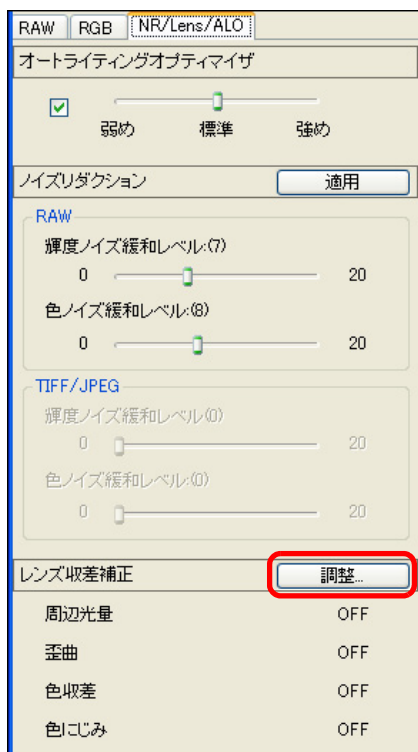 RAW RGB NR/Lens/ALO
オートライティングオプティマイザ
弱め 標準 強め
ノイズリダクション 適用
RAW
輝度ノイズ緩和レベル:(7)
0 20
色ノイズ緩和レベル:(8)
0 20
TIFF/JPEG
輝度ノイズ緩和レベル(0)
0 20
色ノイズ緩和レベル:(0)
0 20
レンズ収差補正 調整...
周辺光量 OFF
歪曲 OFF
色収差 OFF
色にじみ OFF